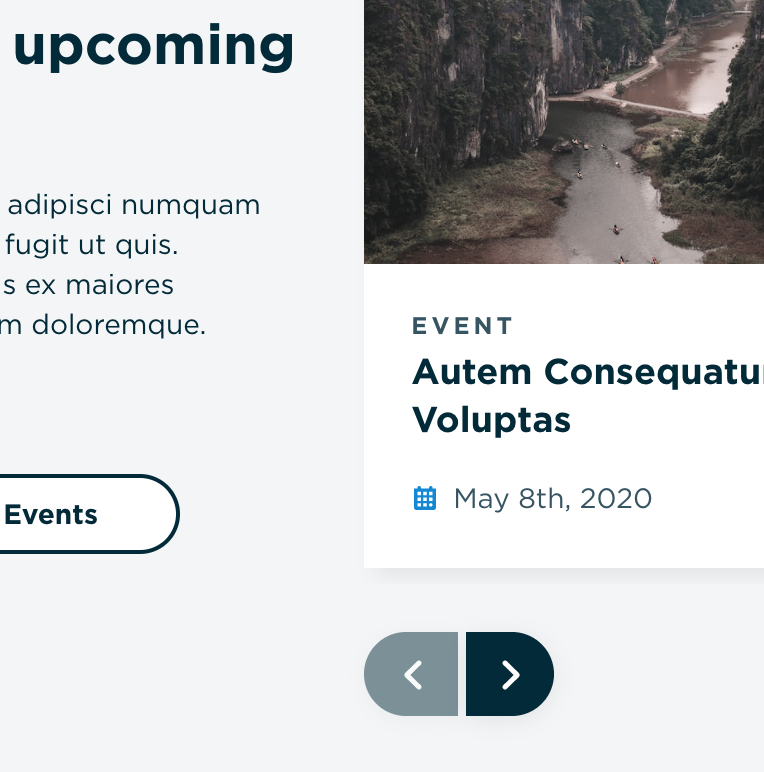 upcoming
adipisci numquam
fugit ut quis.
s ex maiores
m doloremque.
Events
EVENT
Autem Consequatu
Voluptas
May 8th, 2020